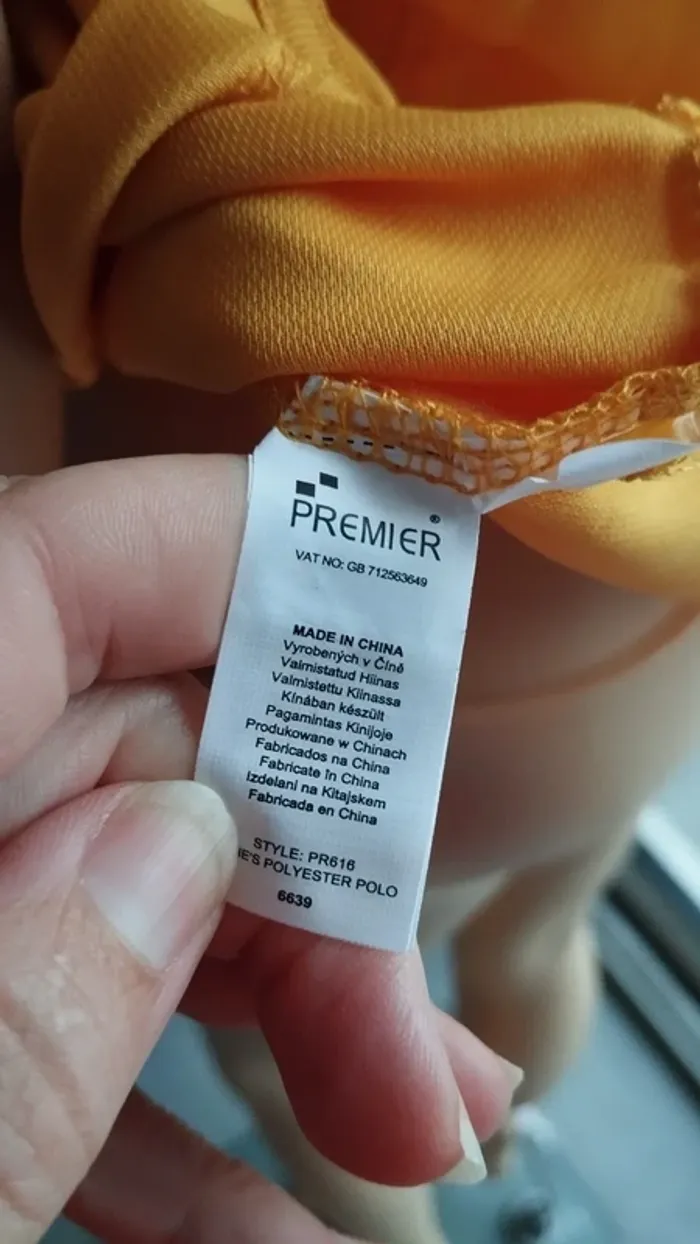 PREMIER®
VAT NO: GB 712563649
MADE IN CHINA
Vyrobených v Číně
Valmistatud Hiinas
Valmistettu Kiinassa
Kínában készült
Pagamintas Kinijoje
Produkowane w Chinach
Fabricados na China
Fabricate în China
Izdelani na Kitajskem
Fabricada en China
STYLE: PR616
POLYESTER POLO
6639